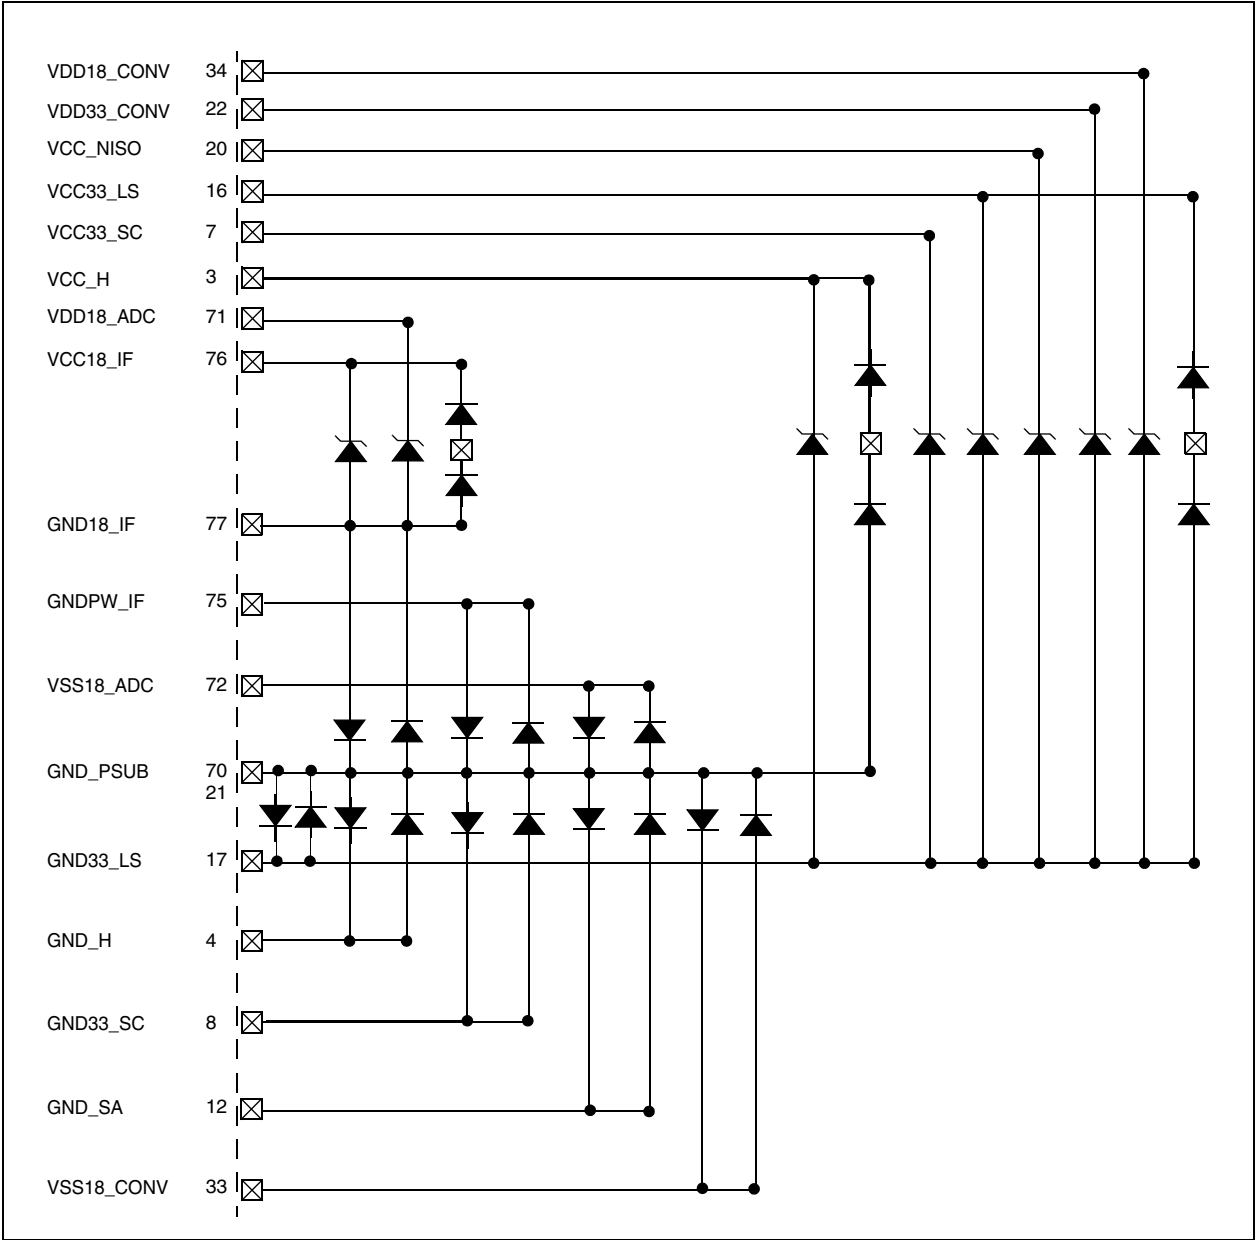 VDD18_CONV 34
VDD33_CONV 22
VCC_NISO 20
VCC33_LS 16
VCC33_SC 7
VCC_H 3
VDD18_ADC 71
VCC18_IF 76
GND18_IF 77
GNDPW_IF 75
VSS18_ADC 72
GND_PSUB 70
21
GND33_LS 17
GND_H 4
GND33_SC 8
GND_SA 12
VSS18_CONV 33